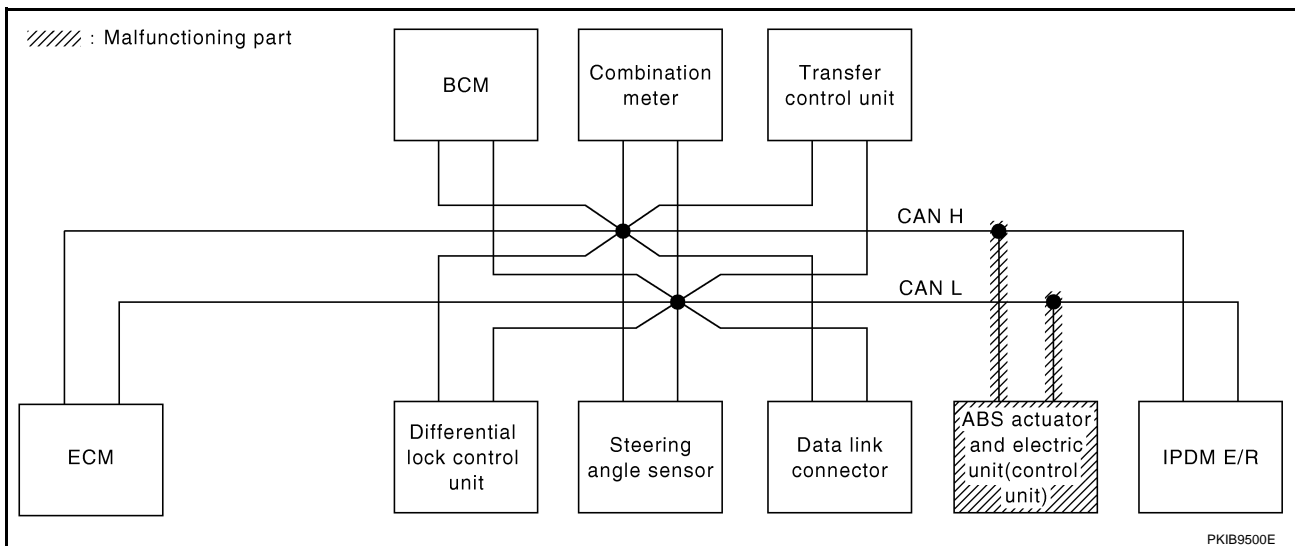 : Malfunctioning part
BCM
Combination
meter
Transfer
control unit
CAN H
CAN L
ECM
Differential
lock control
unit
Steering
angle sensor
Data link
connector
ABS actuator
and electric
unit(control
unit)
IPDM E/R
PKIB9500E